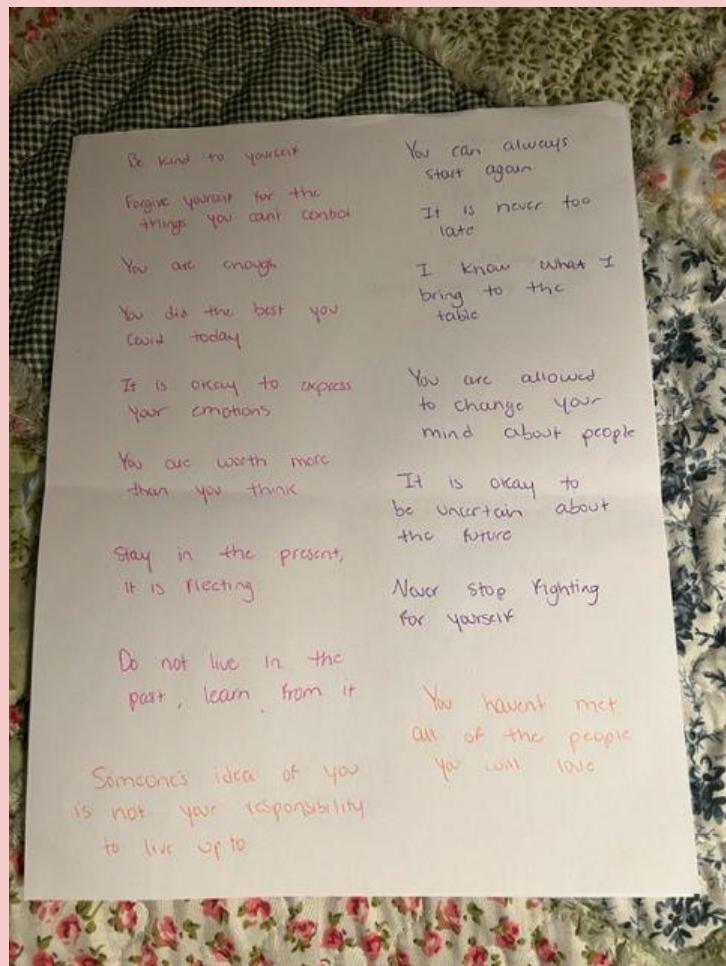 Be kind to yourself
Forgive yourself for the
things you cant control
You are enough
You did the best you
could today
It is okay to express
your emotions
You are worth more
than you think
Stay in the present,
it is fleeting
Do not live in the
past, learn from it
Someone's idea of you
is not your responsibility
to live up to
You can always
start again
It is never too
late
I know what I
bring to the
table
You are allowed
to change your
mind about people
It is okay to
be uncertain about
the future
Never stop fighting
for yourself
You havent met
all of the people
you will love